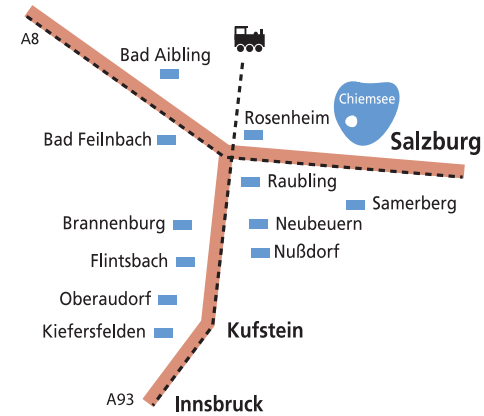 A8
Bad Aibling
Chiemsee
Rosenheim
Bad Feilnbach
Salzburg
Raubling
Samerberg
Brannenburg
Neubeuern
Nußdorf
Flintsbach
Oberaudorf
Kiefersfelden
Kufstein
A93
Innsbruck